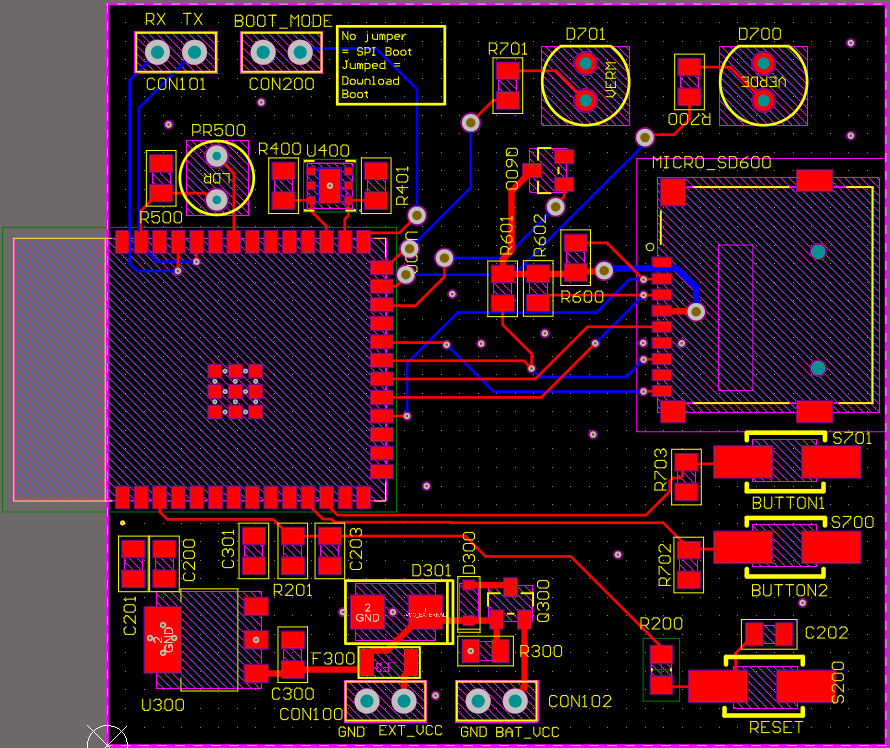 RX TX
BOOT_MODE
No jumper
= SPI Boot
Jumped =
Download
Boot
CON101
CON200
D701
D700
R701
VERM
VERDE
R700
PR500
LDR
R400
U400
R401
R500
Q600
MICRO_SD600
R601
R602
R600
S701
R703
BUTTON1
S700
R702
BUTTON2
C301
C203
C201
C200
R201
D301
D300
Q300
2
GND
1
VCC_EXTERNAL
2
GND
R200
C202
R300
F300
C300
U300
CON100
CON102
S200
GND EXT_VCC
GND BAT_VCC
RESET